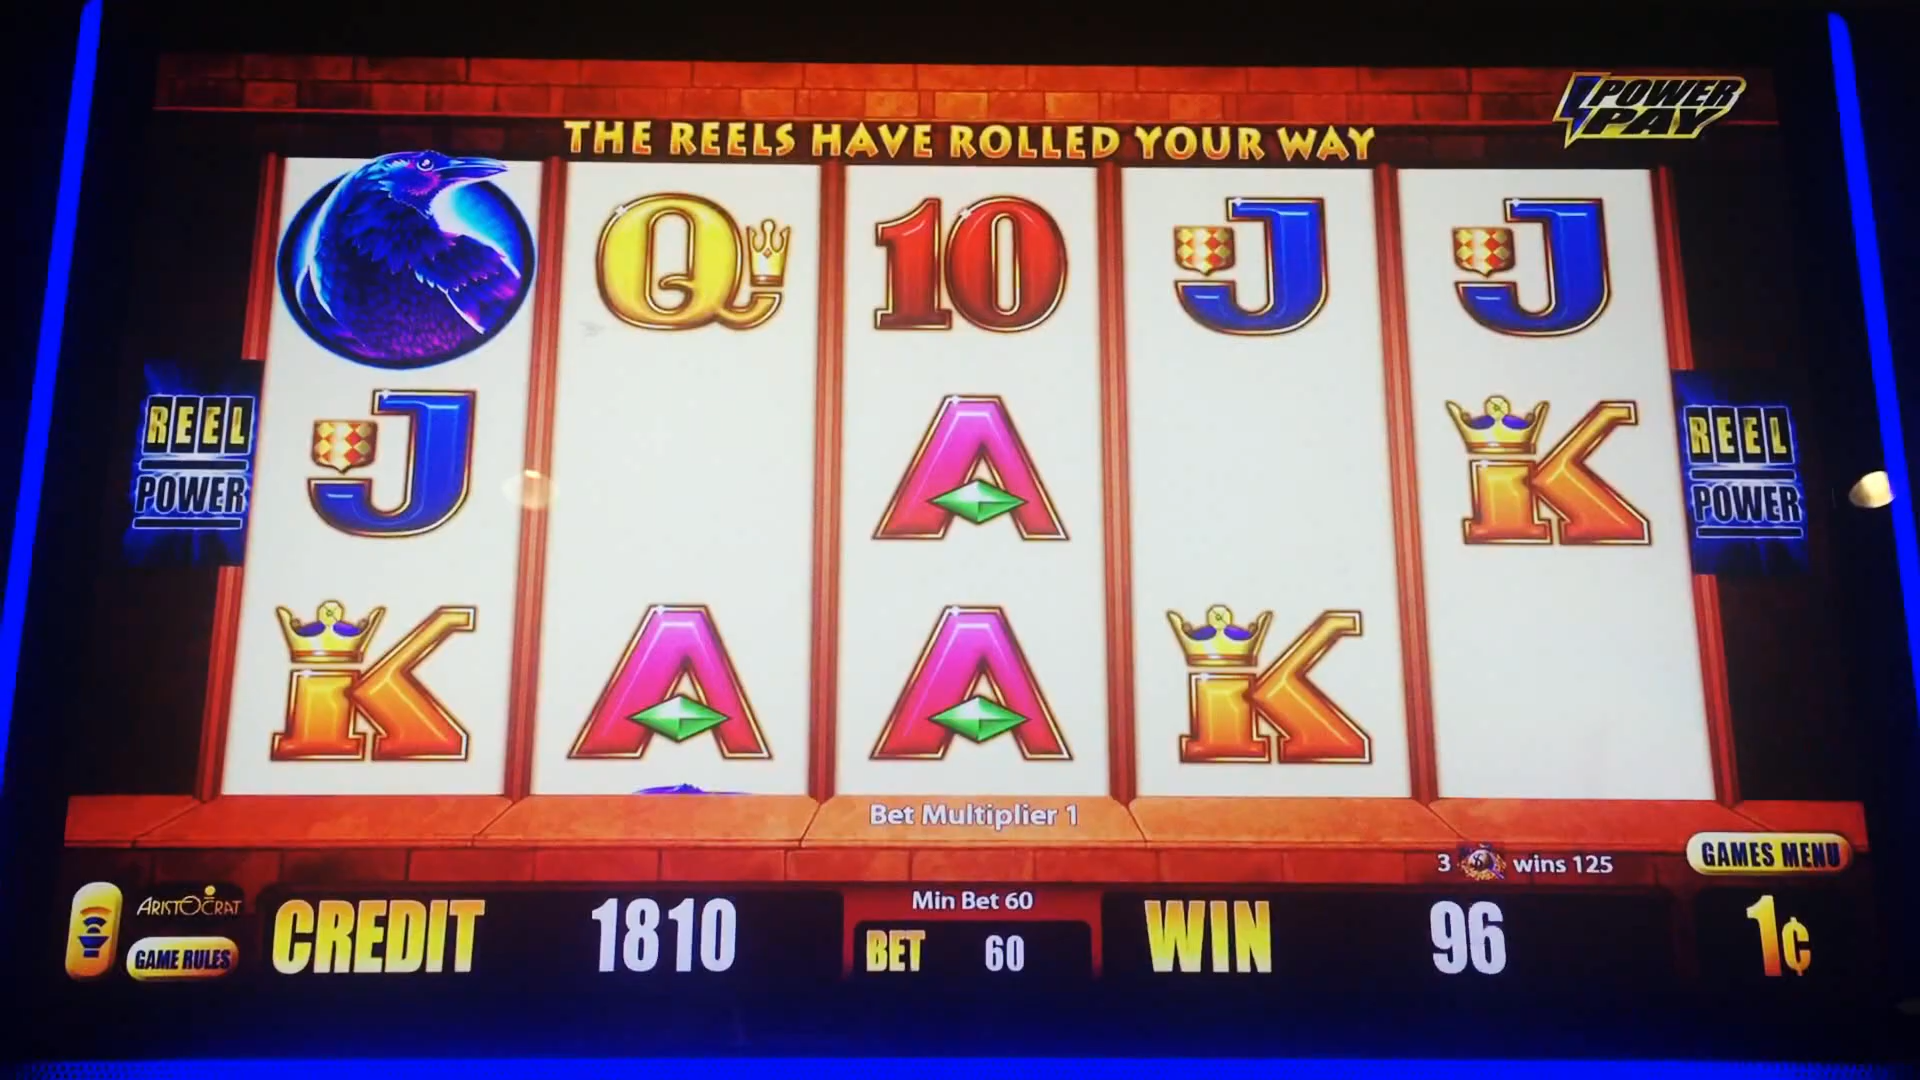 POWER
PAY
THE REELS HAVE ROLLED YOUR WAY
Q 10 J J
REEL
POWER
J A K
REEL
POWER
K A A K
Bet Multiplier 1
3 wins 125
GAMES MENU
ARISTOCRAT
GAME RULES
CREDIT 1810
Min Bet 60
BET 60
WIN 96
1¢